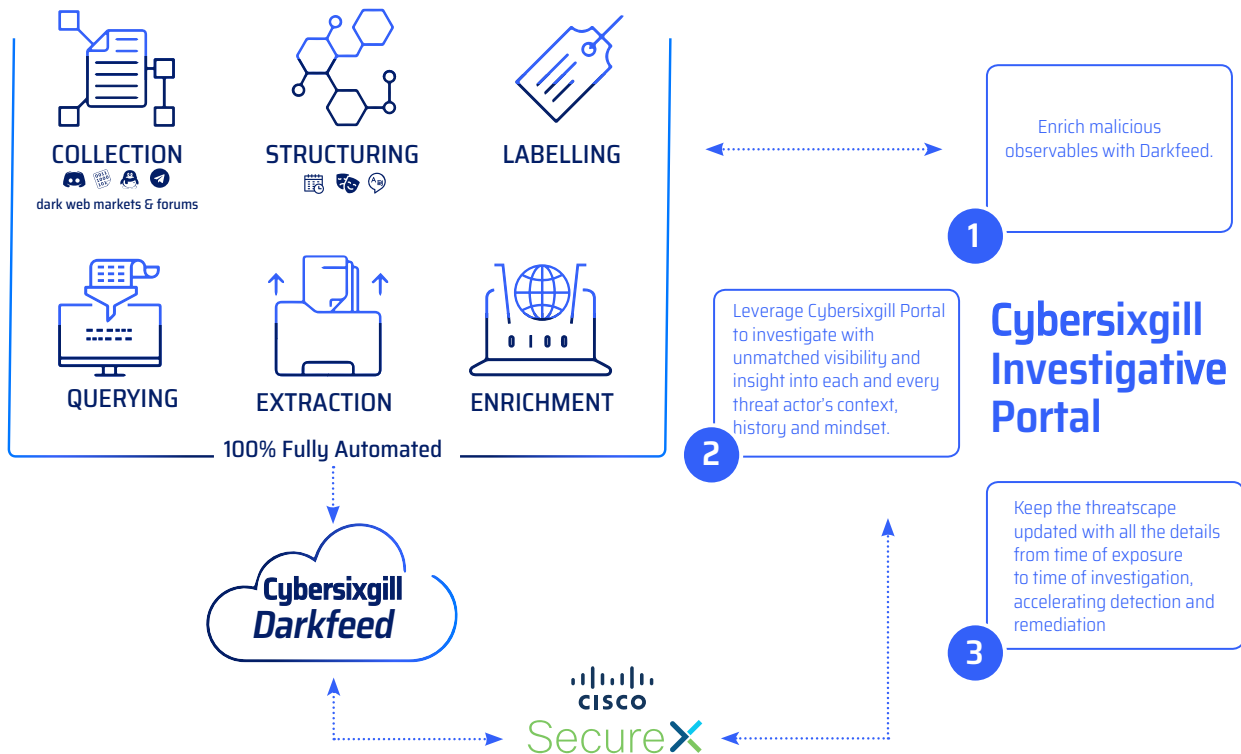 COLLECTION
dark web markets & forums
STRUCTURING
LABELLING
QUERYING
EXTRACTION
0 1 0 0
ENRICHMENT
100% Fully Automated
Cybersixgill
Darkfeed
CISCO
SecureX
Enrich malicious
observables with Darkfeed.
1
Leverage Cybersixgill Portal
to investigate with
unmatched visibility and
insight into each and every
threat actor's context,
history and mindset.
2
Cybersixgill
Investigative
Portal
Keep the threatscape
updated with all the details
from time of exposure
to time of investigation,
accelerating detection and
remediation
3